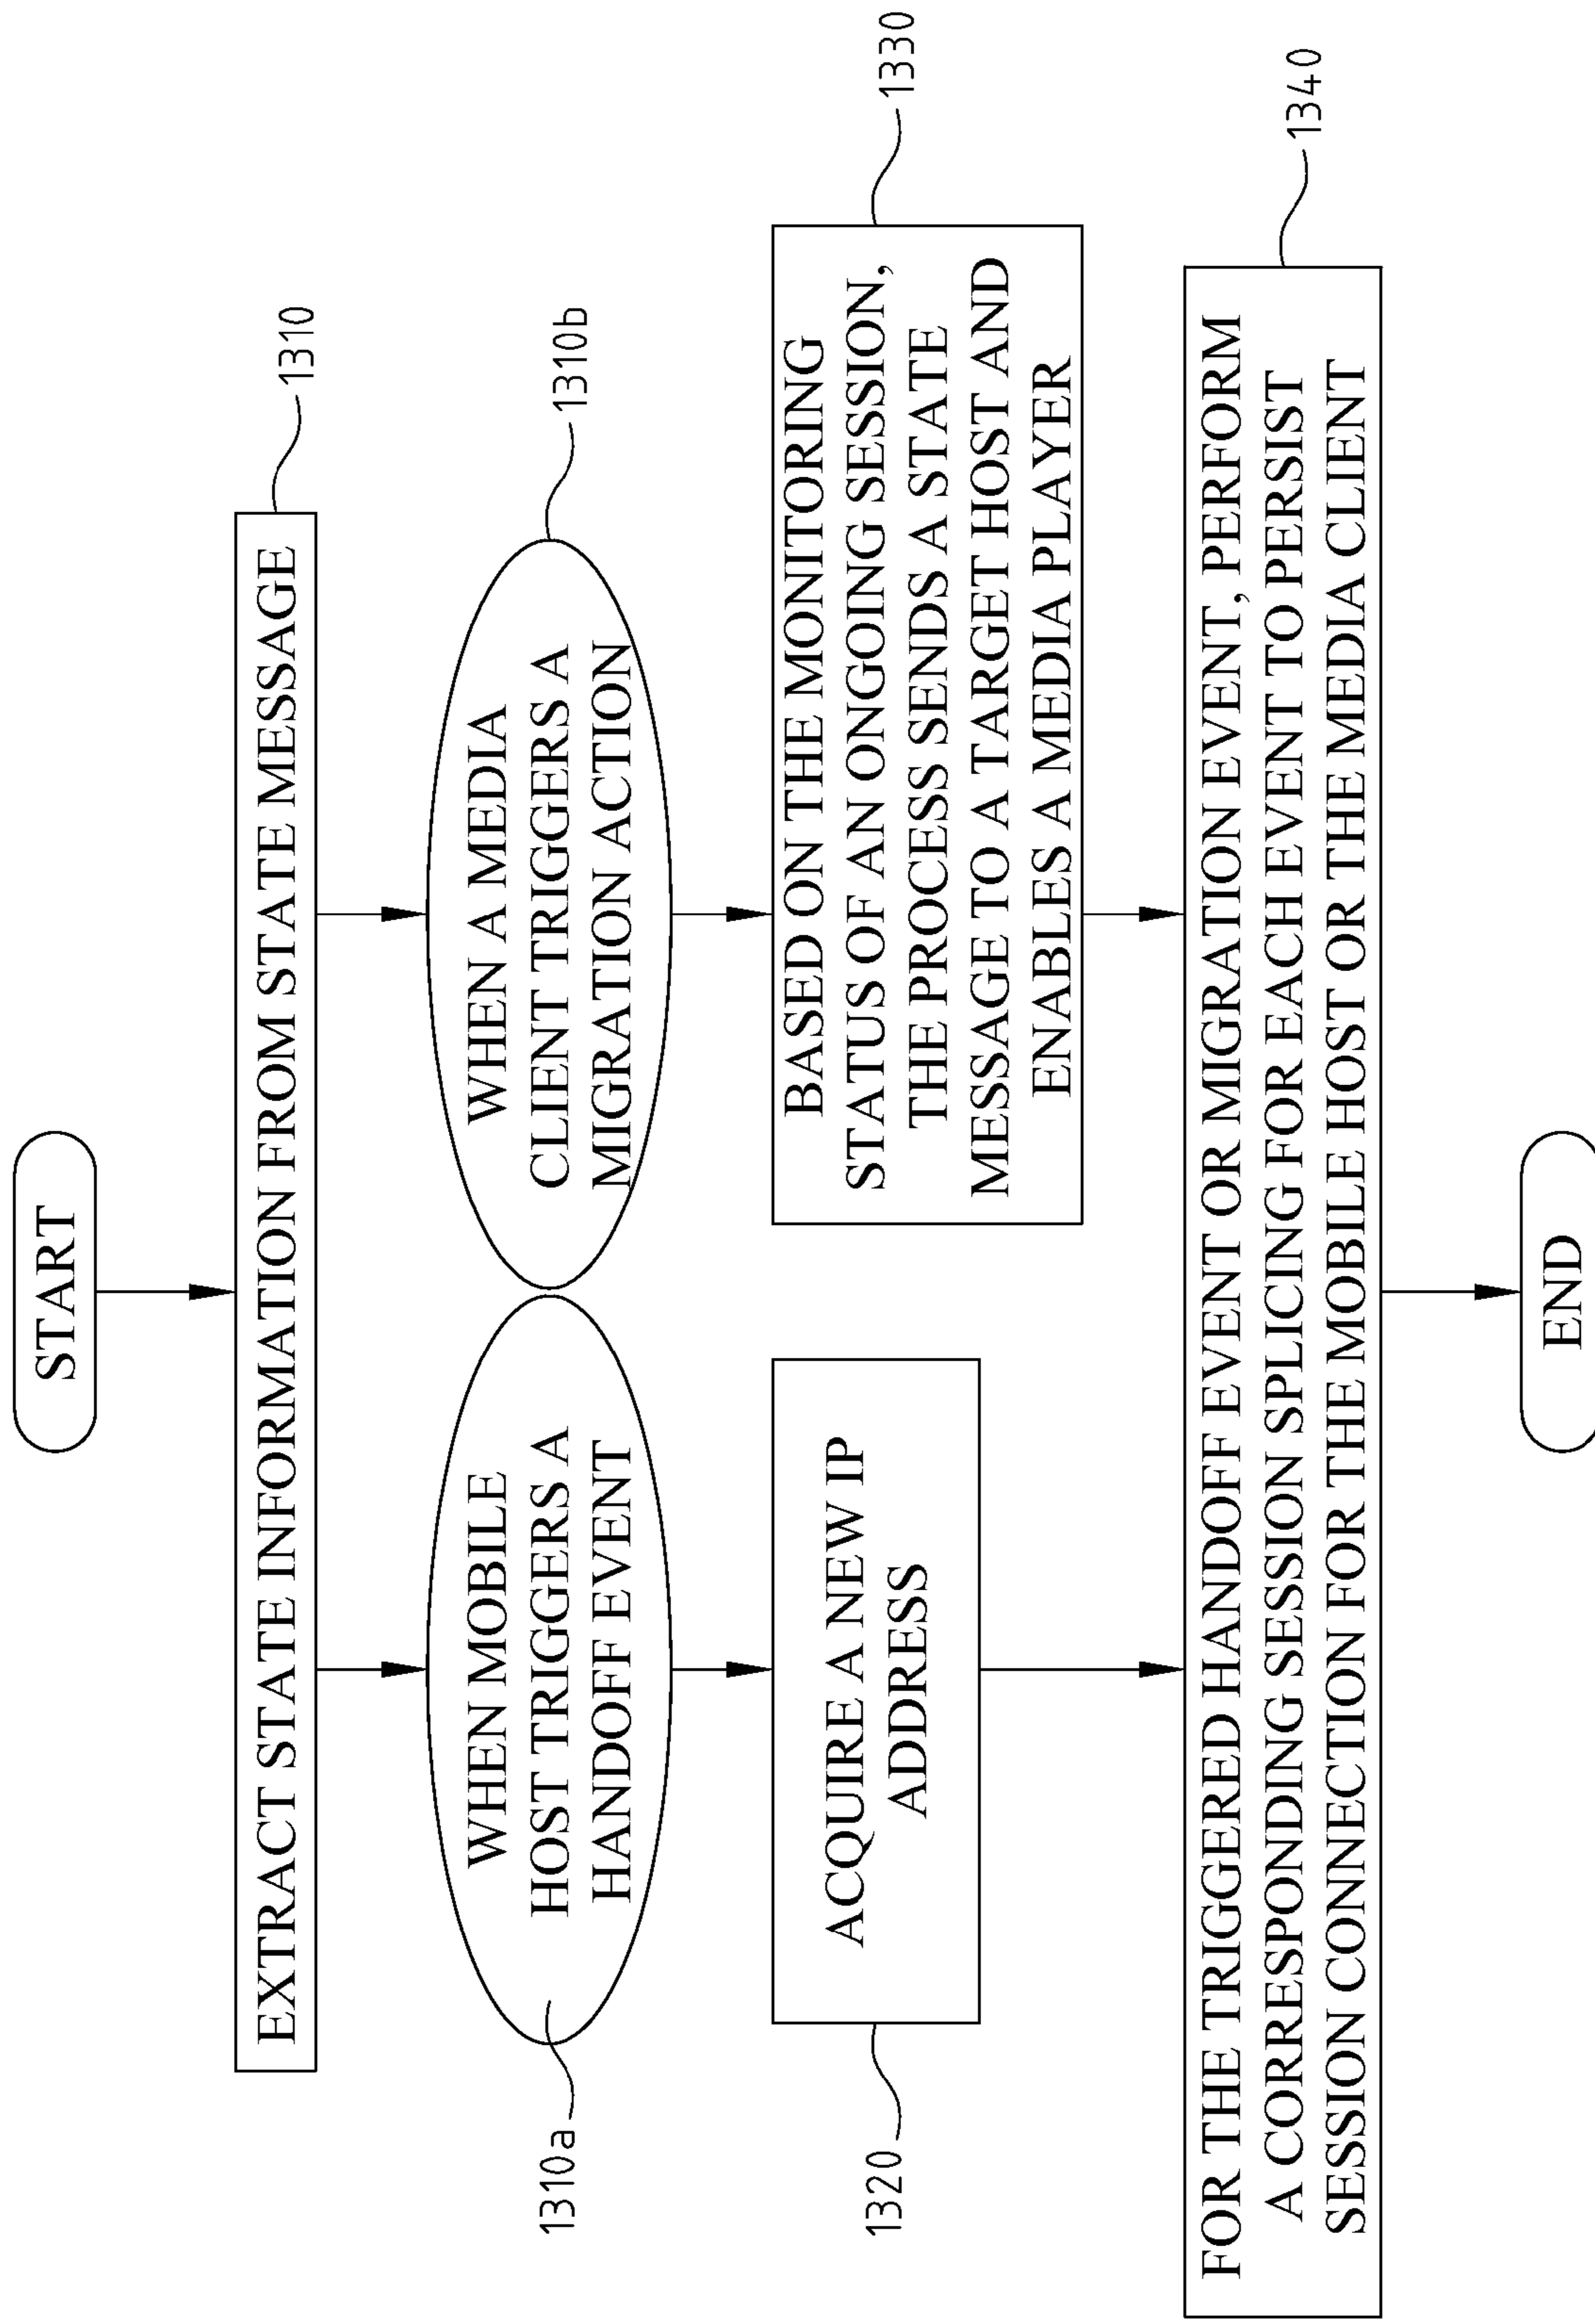 START
EXTRACT STATE INFORMATION FROM STATE MESSAGE
1310
WHEN MOBILE
HOST TRIGGERS A
HANDOFF EVENT
1310a
WHEN A MEDIA
CLIENT TRIGGERS A
MIGRATION ACTION
1310b
ACQUIRE A NEW IP
ADDRESS
1320
BASED ON THE MONITORING
STATUS OF AN ONGOING SESSION,
THE PROCESS SENDS A STATE
MESSAGE TO A TARGET HOST AND
ENABLES A MEDIA PLAYER
1330
FOR THE TRIGGERED HANDOFF EVENT OR MIGRATION EVENT, PERFORM
A CORRESPONDING SESSION SPLICING FOR EACH EVENT TO PERSIST
SESSION CONNECTION FOR THE MOBILE HOST OR THE MEDIA CLIENT
1340
END